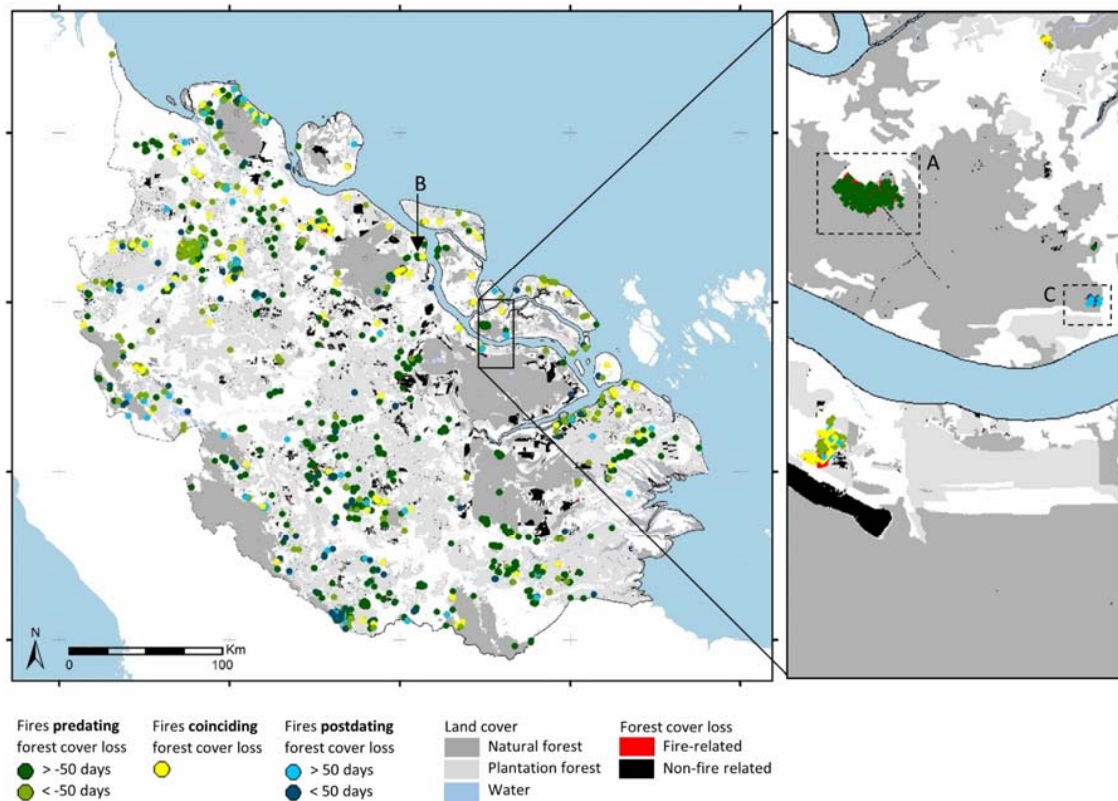 B
A
C
N
Km
0 100
Fires predating
forest cover loss
> -50 days
< -50 days
Fires coinciding
forest cover loss
Fires postdating
forest cover loss
> 50 days
< 50 days
Land cover
Natural forest
Plantation forest
Water
Forest cover loss
Fire-related
Non-fire related